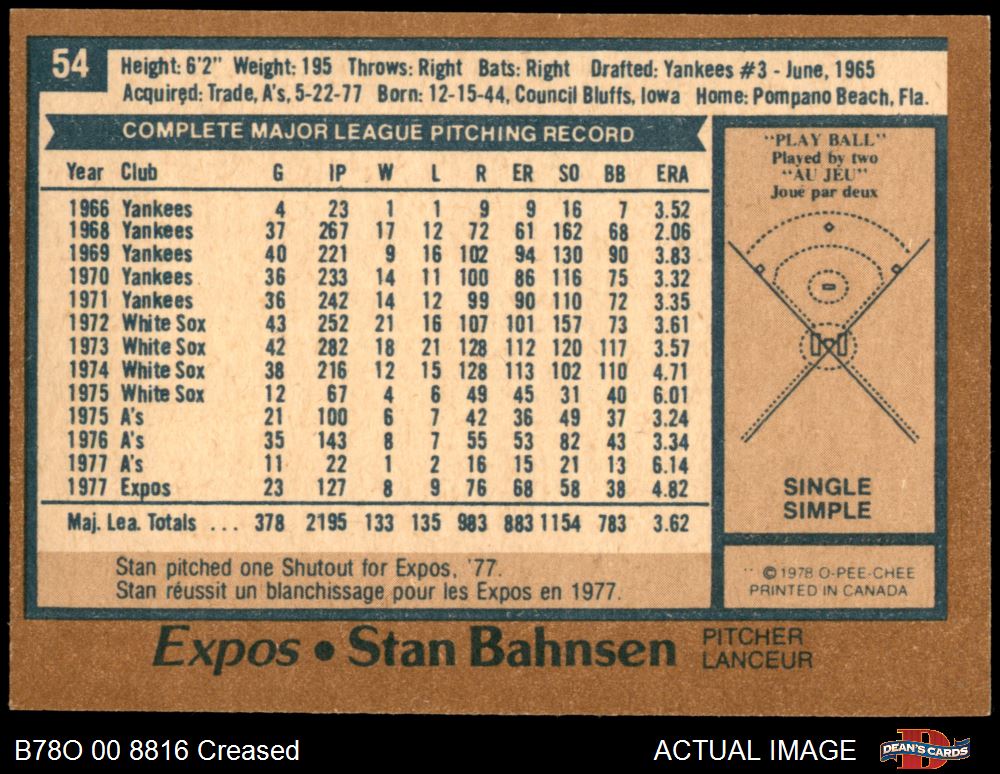 54
Height: 6'2" Weight: 195 Throws: Right Bats: Right Drafted: Yankees #3 - June, 1965
Acquired: Trade, A's, 5-22-77 Born: 12-15-44, Council Bluffs, Iowa Home: Pompano Beach, Fla.
COMPLETE MAJOR LEAGUE PITCHING RECORD
Year Club G IP W L R ER SO BB ERA
1966 Yankees 4 23 1 1 9 9 16 7 3.52
1968 Yankees 37 267 17 12 72 61 162 68 2.06
1969 Yankees 40 221 9 16 102 94 130 90 3.83
1970 Yankees 36 233 14 11 100 86 116 75 3.32
1971 Yankees 36 242 14 12 99 90 110 72 3.35
1972 White Sox 43 252 21 16 107 101 157 73 3.61
1973 White Sox 42 282 18 21 128 112 120 117 3.57
1974 White Sox 38 216 12 15 128 113 102 110 4.71
1975 White Sox 12 67 4 6 49 45 31 40 6.01
1975 A's 21 100 6 7 42 36 49 37 3.24
1976 A's 35 143 8 7 55 53 82 43 3.34
1977 A's 11 22 1 2 16 15 21 13 6.14
1977 Expos 23 127 8 9 76 68 58 38 4.82
Maj. Lea. Totals ... 378 2195 133 135 983 883 1154 783 3.62
Stan pitched one Shutout for Expos, '77.
Stan réussit un blanchissage pour les Expos en 1977.
"PLAY BALL"
Played by two
"AU JEU"
Joué par deux
SINGLE
SIMPLE
© 1978 O-PEE-CHEE
PRINTED IN CANADA
Expos • Stan Bahnsen PITCHER
LANCEUR
B78O 00 8816 Creased
ACTUAL IMAGE
DEAN'S CARDS